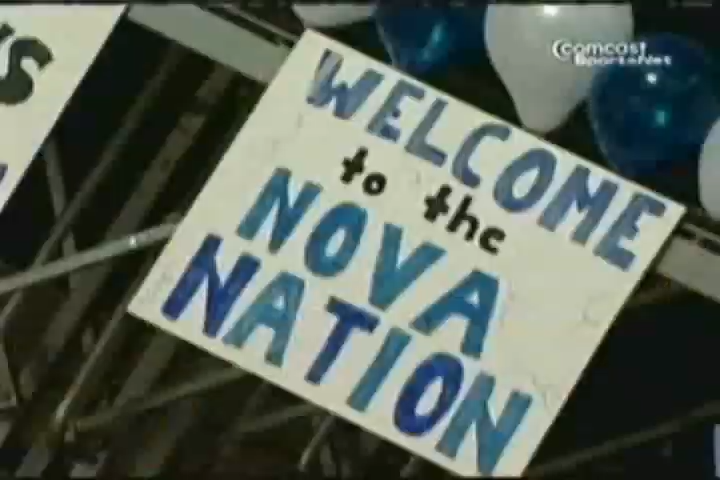 WELCOME
to the
NOVA
NATION
comcast
SportsNet